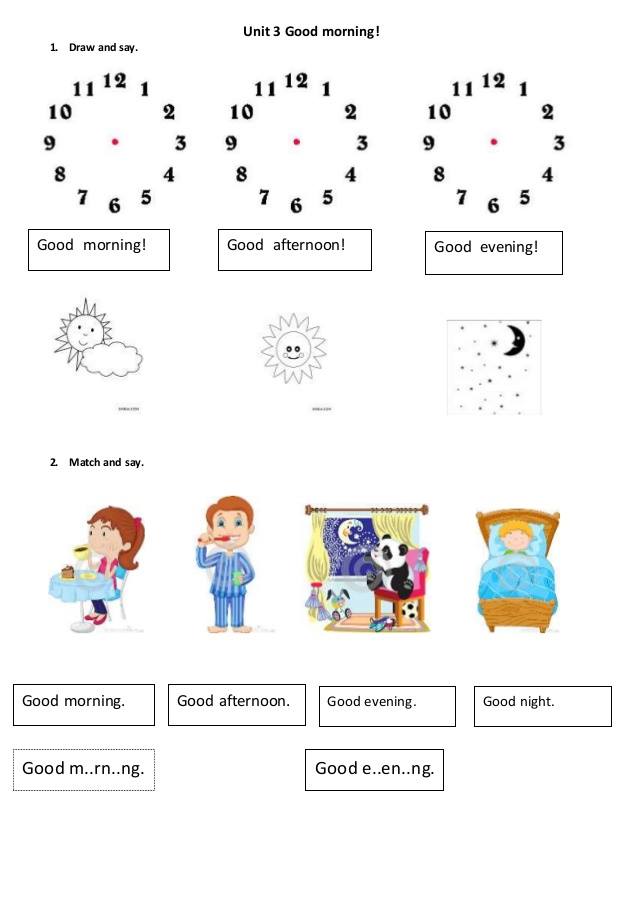 Unit 3 Good morning!
1. Draw and say.
11 12 1
10 2
9 3
8 4
7 6 5
11 12 1
10 2
9 3
8 4
7 6 5
11 12 1
10 2
9 3
8 4
7 6 5
Good morning!
Good afternoon!
Good evening!
2. Match and say.
Good morning.
Good afternoon.
Good evening.
Good night.
Good m..rn..ng.
Good e..en..ng.